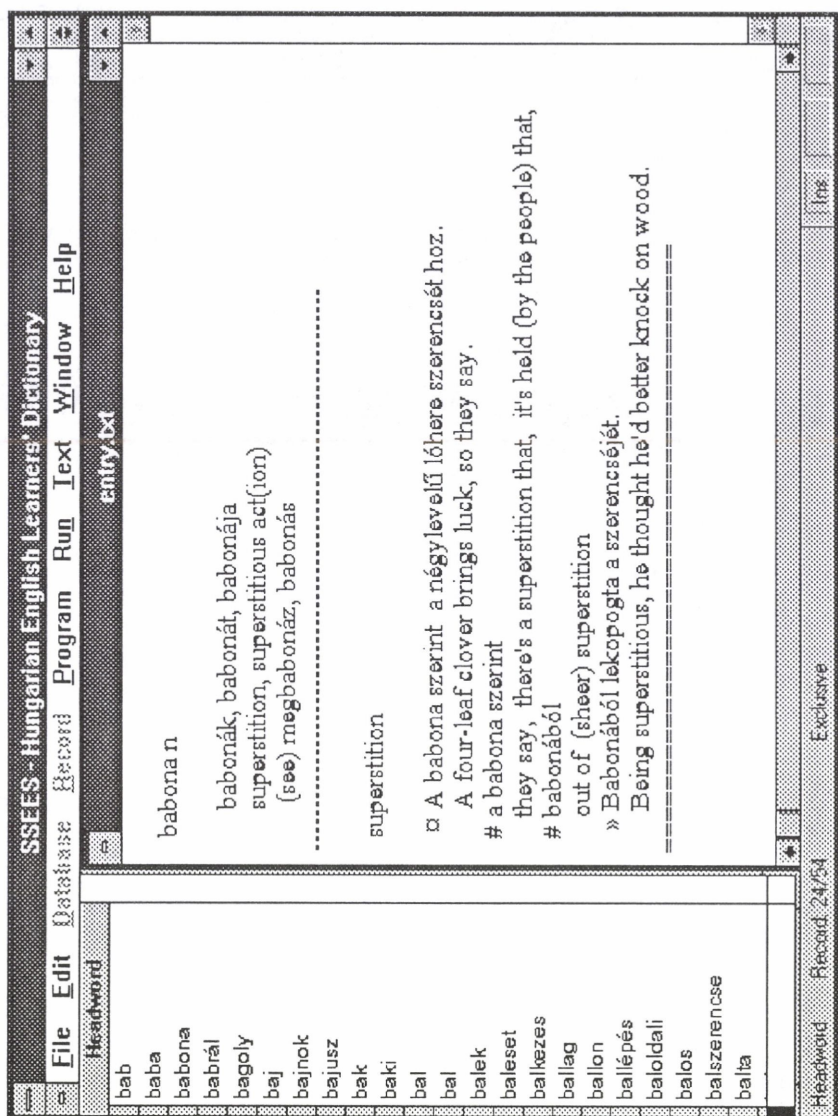 SSEES - Hungarian English Learners' Dictionary
File Edit Database Record Program Run Text Window Help
Headword
bab
baba
babona
babrál
bagoly
baj
bajnok
bajusz
bak
baki
bal
bal
balek
baleset
balkezes
ballag
ballon
ballépés
baloldali
balos
balszerencse
balta
entry.txt
babona n
babonák, babonát, babonája
superstition, superstitious act(ion)
(see) megbabonáz, babonás
--------------------------------------------------
superstition
¤ A babona szerint a négylevelű lóhere szerencsét hoz.
A four-leaf clover brings luck, so they say.
# a babona szerint
they say, there's a superstition that, it's held (by the people) that,
# babonából
out of (sheer) superstition
» Babonából lekopogta a szerencséjét.
Being superstitious, he thought he'd better knock on wood.
==================================================
Headword Record: 24/54 Exclusive Ins